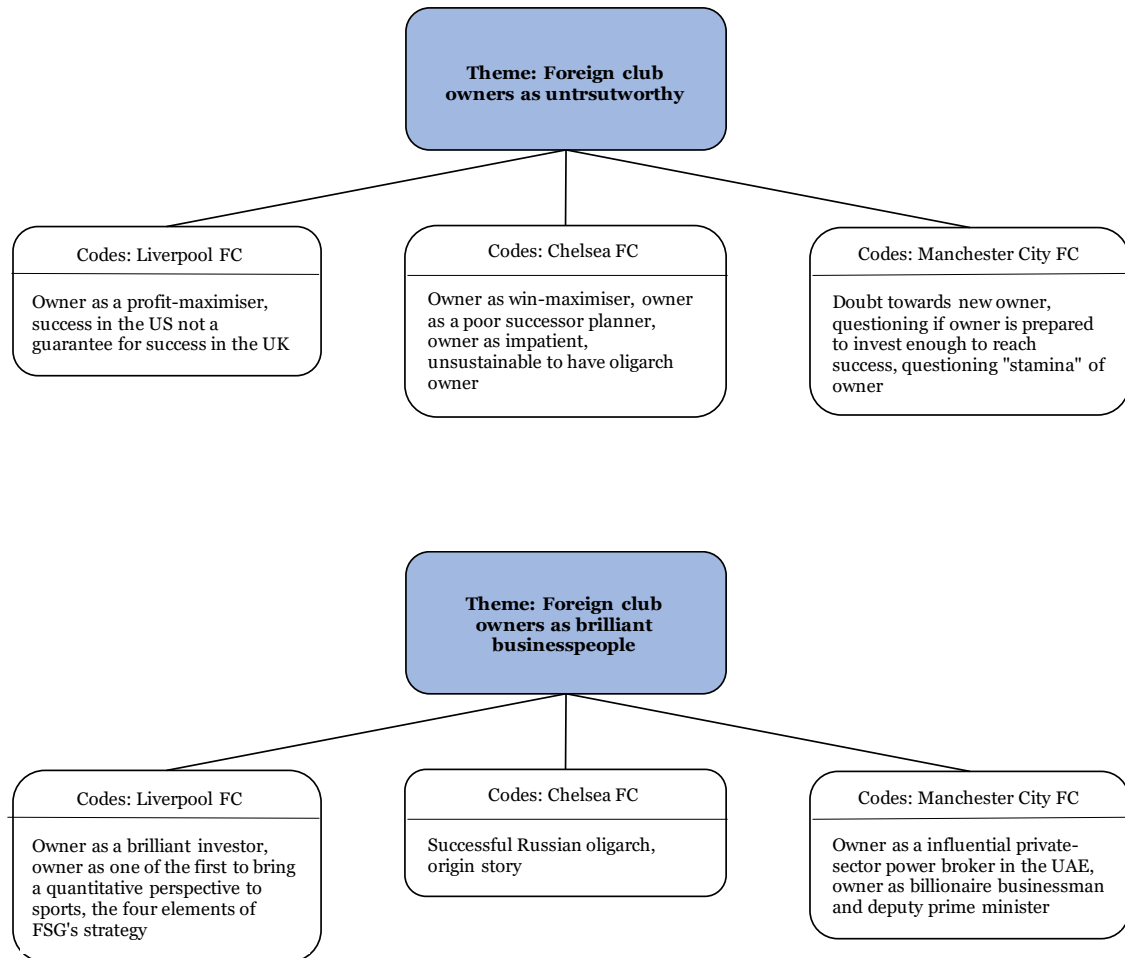 Theme: Foreign club
owners as untrsutworthy
Codes: Liverpool FC
Owner as a profit-maximiser,
success in the US not a
guarantee for success in the UK
Codes: Chelsea FC
Owner as win-maximiser, owner
as a poor successor planner,
owner as impatient,
unsustainable to have oligarch
owner
Codes: Manchester City FC
Doubt towards new owner,
questioning if owner is prepared
to invest enough to reach
success, questioning "stamina" of
owner
Theme: Foreign club
owners as brilliant
businesspeople
Codes: Liverpool FC
Owner as a brilliant investor,
owner as one of the first to bring
a quantitative perspective to
sports, the four elements of
FSG's strategy
Codes: Chelsea FC
Successful Russian oligarch,
origin story
Codes: Manchester City FC
Owner as a influential private-
sector power broker in the UAE,
owner as billionaire businessman
and deputy prime minister